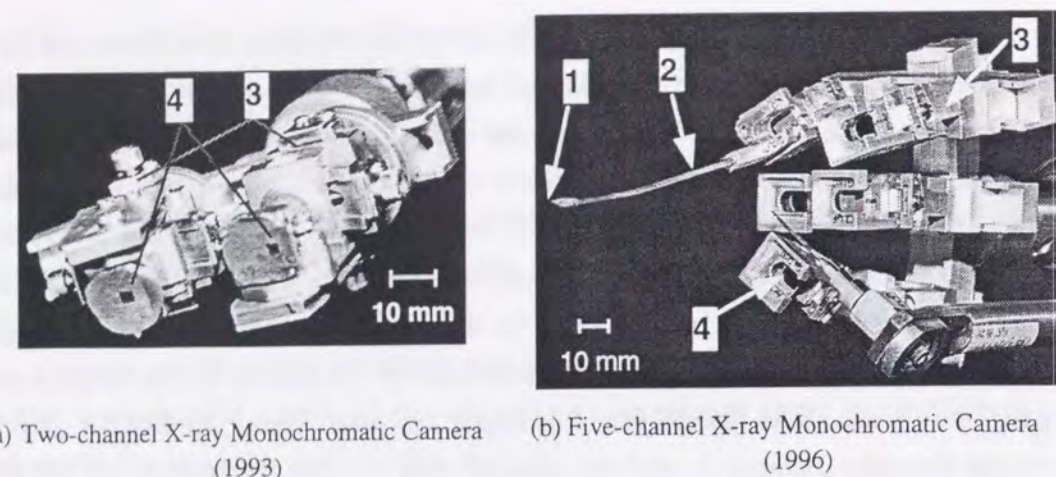 4
3
10 mm
1
2
3
4
10 mm
) Two-channel X-ray Monochromatic Camera
(1993)
(b) Five-channel X-ray Monochromatic Camera
(1996)